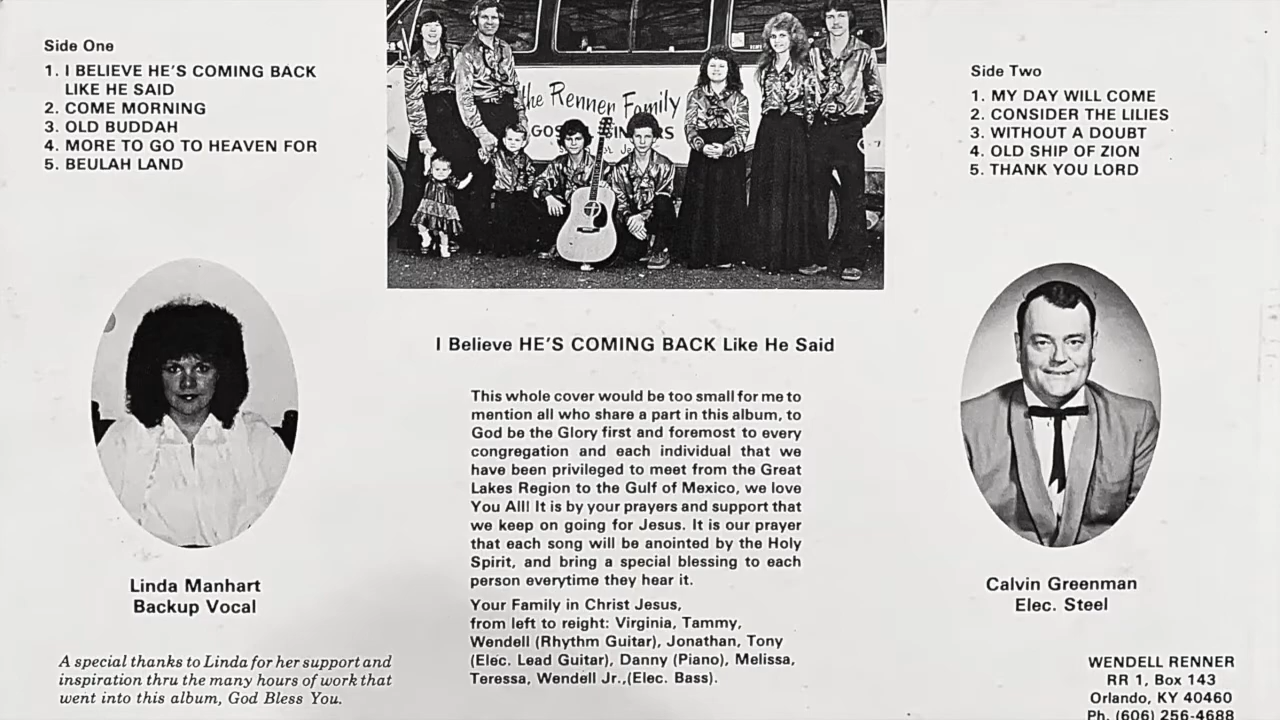 Side One
1. I BELIEVE HE'S COMING BACK
LIKE HE SAID
2. COME MORNING
3. OLD BUDDAH
4. MORE TO GO TO HEAVEN FOR
5. BEULAH LAND
the Renner Family
Side Two
1. MY DAY WILL COME
2. CONSIDER THE LILIES
3. WITHOUT A DOUBT
4. OLD SHIP OF ZION
5. THANK YOU LORD
I Believe HE'S COMING BACK Like He Said
This whole cover would be too small for me to
mention all who share a part in this album, to
God be the Glory first and foremost to every
congregation and each individual that we
have been privileged to meet from the Great
Lakes Region to the Gulf of Mexico, we love
You All! It is by your prayers and support that
we keep on going for Jesus. It is our prayer
that each song will be anointed by the Holy
Spirit, and bring a special blessing to each
person everytime they hear it.
Your Family in Christ Jesus,
from left to reight: Virginia, Tammy,
Wendell (Rhythm Guitar), Jonathan, Tony
(Elec. Lead Guitar), Danny (Piano), Melissa,
Teressa, Wendell Jr.,(Elec. Bass).
Linda Manhart
Backup Vocal
A special thanks to Linda for her support and
inspiration thru the many hours of work that
went into this album, God Bless You.
Calvin Greenman
Elec. Steel
WENDELL RENNER
RR 1, Box 143
Orlando, KY 40460
Ph. (606) 256-4688